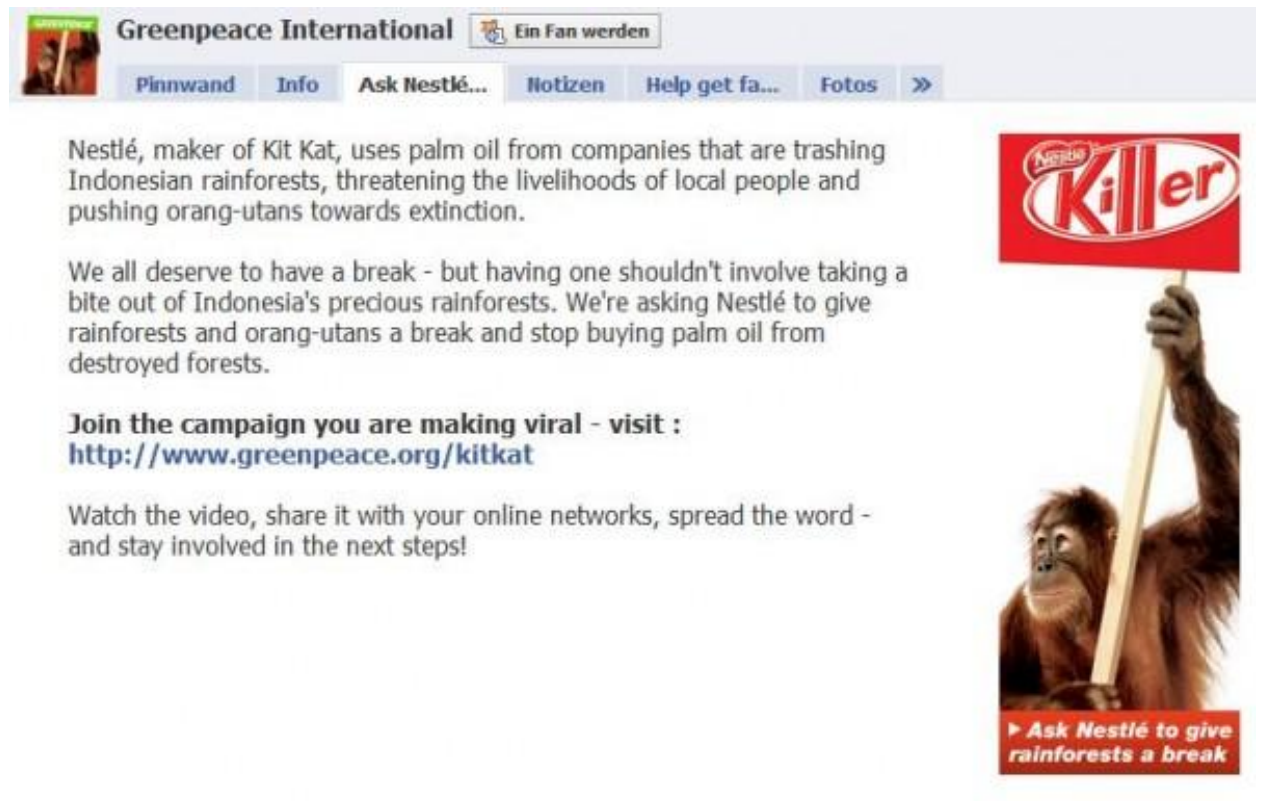 GREENPEACE
Greenpeace International
Ein Fan werden
Pinnwand Info Ask Nestlé... Notizen Help get fa... Fotos »
Nestlé, maker of Kit Kat, uses palm oil from companies that are trashing
Indonesian rainforests, threatening the livelihoods of local people and
pushing orang-utans towards extinction.
We all deserve to have a break - but having one shouldn't involve taking a
bite out of Indonesia's precious rainforests. We're asking Nestlé to give
rainforests and orang-utans a break and stop buying palm oil from
destroyed forests.
Join the campaign you are making viral - visit :
http://www.greenpeace.org/kitkat
Watch the video, share it with your online networks, spread the word -
and stay involved in the next steps!
Nestlé
Killer
Ask Nestlé to give
rainforests a break